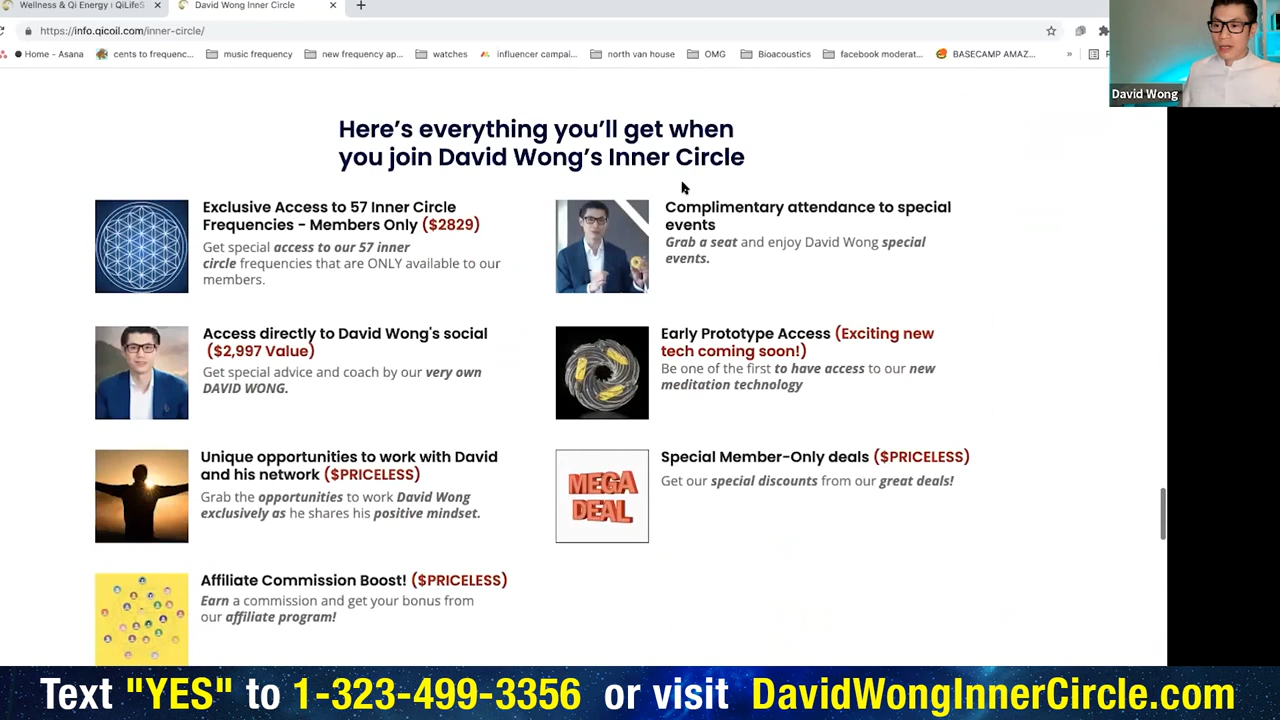 Wellness & Qi Energy | QiLifeS
David Wong Inner Circle
https://info.qicoil.com/inner-circle/
Home - Asana
cents to frequenc...
music frequency
new frequency ap...
watches
influencer campai...
north van house
OMG
Bioacoustics
facebook moderat...
BASECAMP AMAZ...
David Wong
Here's everything you'll get when
you join David Wong's Inner Circle
Exclusive Access to 57 Inner Circle
Frequencies - Members Only ($2829)
Get special access to our 57 inner
circle frequencies that are ONLY available to our
members.
Complimentary attendance to special
events
Grab a seat and enjoy David Wong special
events.
Access directly to David Wong's social
($2,997 Value)
Get special advice and coach by our very own
DAVID WONG.
Early Prototype Access (Exciting new
tech coming soon!)
Be one of the first to have access to our new
meditation technology
Unique opportunities to work with David
and his network ($PRICELESS)
Grab the opportunities to work David Wong
exclusively as he shares his positive mindset.
MEGA
DEAL
Special Member-Only deals ($PRICELESS)
Get our special discounts from our great deals!
Affiliate Commission Boost! ($PRICELESS)
Earn a commission and get your bonus from
our affiliate program!
Text "YES" to 1-323-499-3356 or visit DavidWongInnerCircle.com